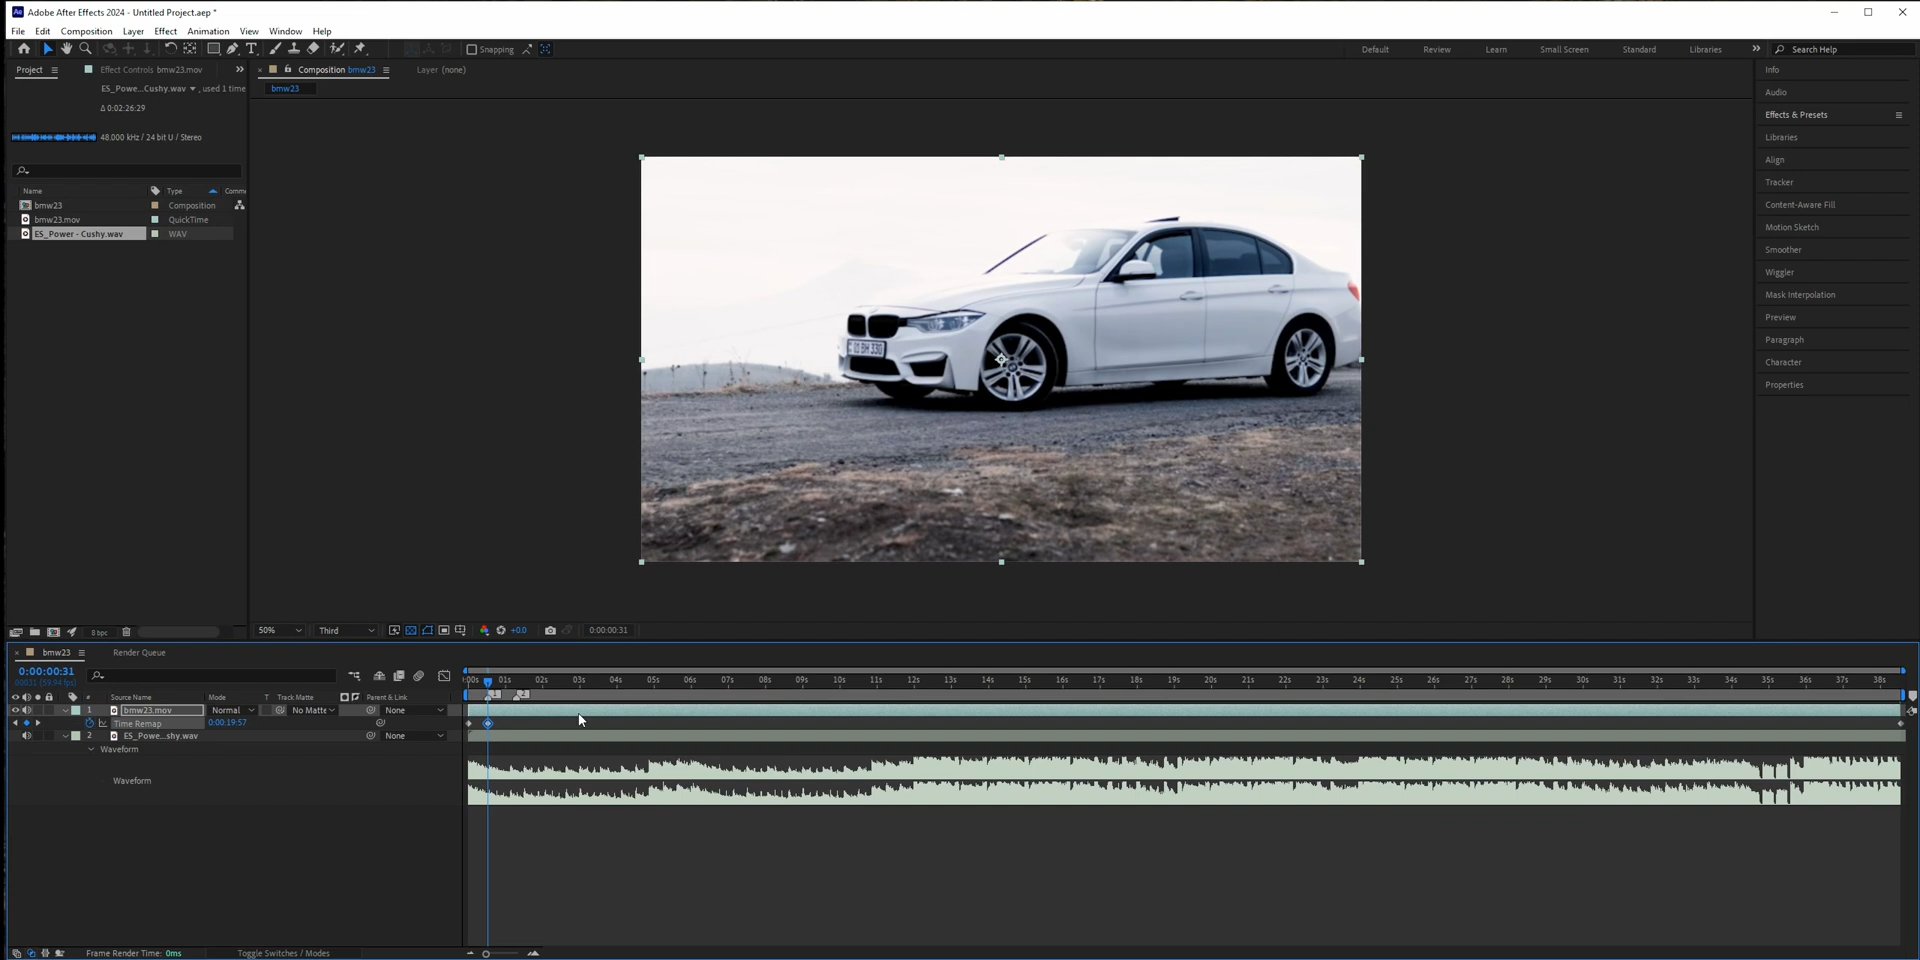 Ae Adobe After Effects 2024 - Untitled Project.aep *
File Edit Composition Layer Effect Animation View Window Help
Snapping
Default Review Learn Small Screen Standard Libraries Search Help
Project Effect Controls bmw23.mov
Composition bmw23
Layer (none)
bmw23
ES_Powe...Cushy.wav , used 1 time
Δ 0:02:26:29
48.000 kHz / 24 bit U / Stereo
Name Type Comme
bmw23 Composition
bmw23.mov QuickTime
ES_Power - Cushy.wav WAV
Info
Audio
Effects & Presets
Libraries
Align
Tracker
Content-Aware Fill
Motion Sketch
Smoother
Wiggler
Mask Interpolation
Preview
Paragraph
Character
Properties
8 bpc
50% Third +0.0 0:00:00:31
bmw23 Render Queue
0:00:00:31
00031 (59.94 fps)
:00s 01s 02s 03s 04s 05s 06s 07s 08s 09s 10s 11s 12s 13s 14s 15s 16s 17s 18s 19s 20s 21s 22s 23s 24s 25s 26s 27s 28s 29s 30s 31s 32s 33s 34s 35s 36s 37s 38s
1 2
# Source Name Mode T Track Matte Parent & Link
1 bmw23.mov Normal No Matte None
Time Remap 0:00:19:57
2 ES_Powe...shy.wav None
Waveform
Waveform
Frame Render Time: 0ms Toggle Switches / Modes